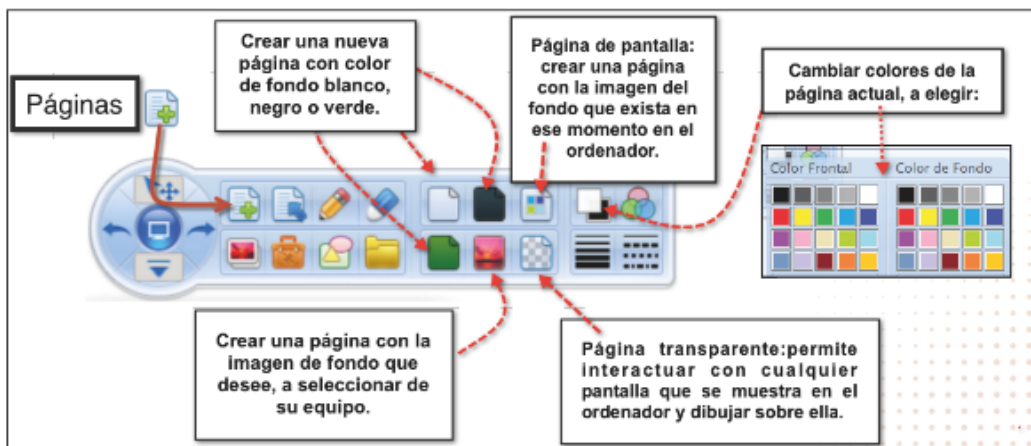 Páginas
Crear una nueva
página con color
de fondo blanco,
negro o verde.
Página de pantalla:
crear una página
con la imagen del
fondo que exista en
ese momento en el
ordenador.
Cambiar colores de la
página actual, a elegir:
Color Frontal
Color de Fondo
Crear una página con la
imagen de fondo que
desee, a seleccionar de
su equipo.
Página transparente:permite
interactuar con cualquier
pantalla que se muestra en el
ordenador y dibujar sobre ella.